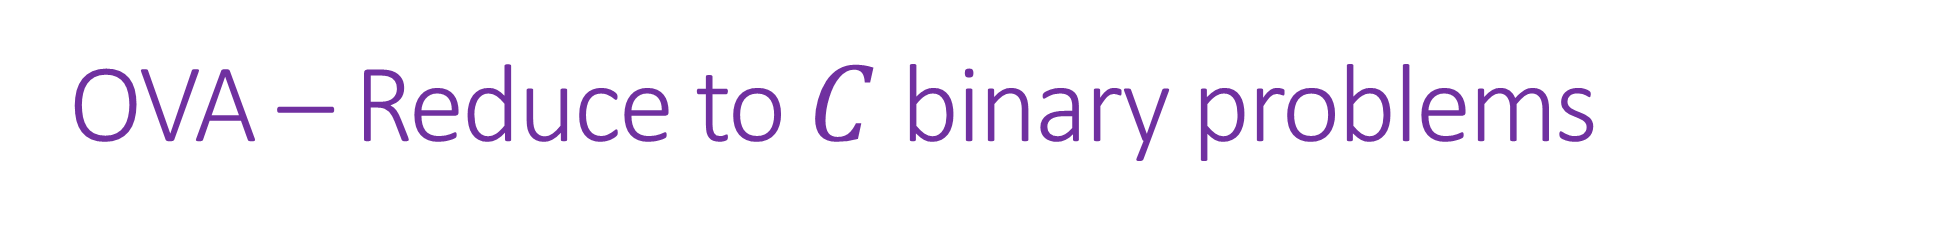 OVA – Reduce to C binary problems